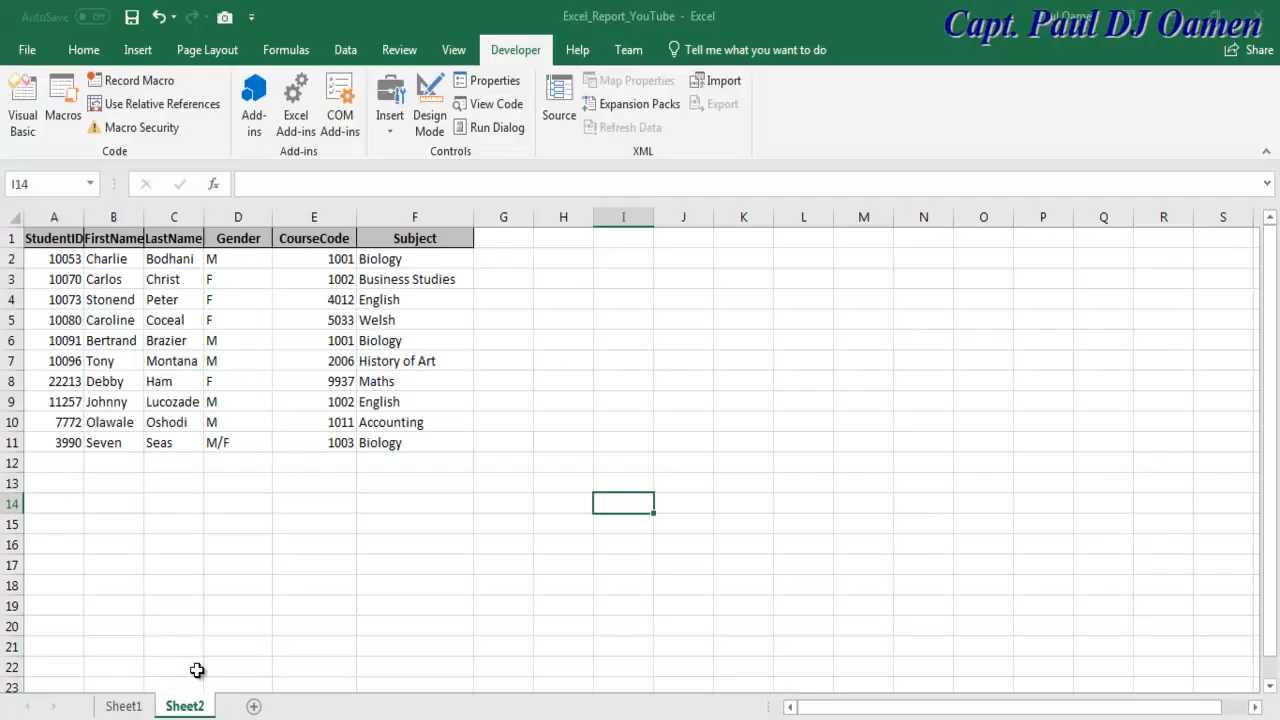 AutoSave Off
Excel_Report_YouTube - Excel
Capt. Paul DJ Oamen
File Home Insert Page Layout Formulas Data Review View Developer Help Team Tell me what you want to do Share
Visual Basic
Macros
Record Macro
Use Relative References
Macro Security
Code
Add-ins
Excel Add-ins
COM Add-ins
Add-ins
Insert
Design Mode
Properties
View Code
Run Dialog
Controls
Source
Map Properties
Expansion Packs
Refresh Data
Import
Export
XML
I14
fx
A B C D E F G H I J K L M N O P Q R S
1 StudentID FirstName LastName Gender CourseCode Subject
2 10053 Charlie Bodhani M 1001 Biology
3 10070 Carlos Christ F 1002 Business Studies
4 10073 Stonend Peter F 4012 English
5 10080 Caroline Coceal F 5033 Welsh
6 10091 Bertrand Brazier M 1001 Biology
7 10096 Tony Montana M 2006 History of Art
8 22213 Debby Ham F 9937 Maths
9 11257 Johnny Lucozade M 1002 English
10 7772 Olawale Oshodi M 1011 Accounting
11 3990 Seven Seas M/F 1003 Biology
12
13
14
15
16
17
18
19
20
21
22
23
Sheet1 Sheet2